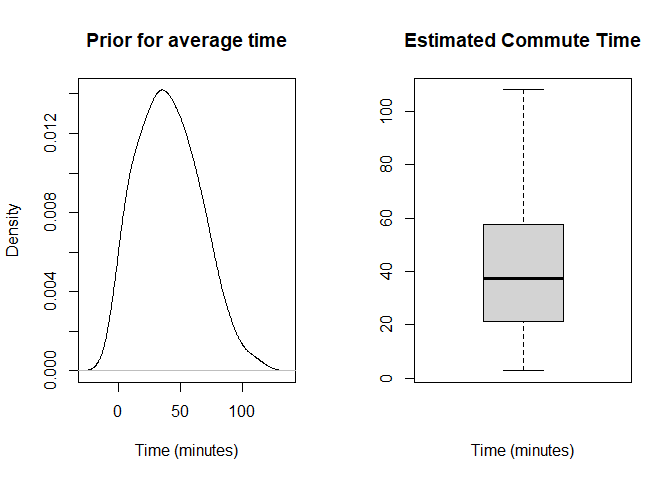 Prior for average time
Density
0.000
0.004
0.008
0.012
0
50
100
Time (minutes)
Estimated Commute Time
0
20
40
60
80
100
Time (minutes)